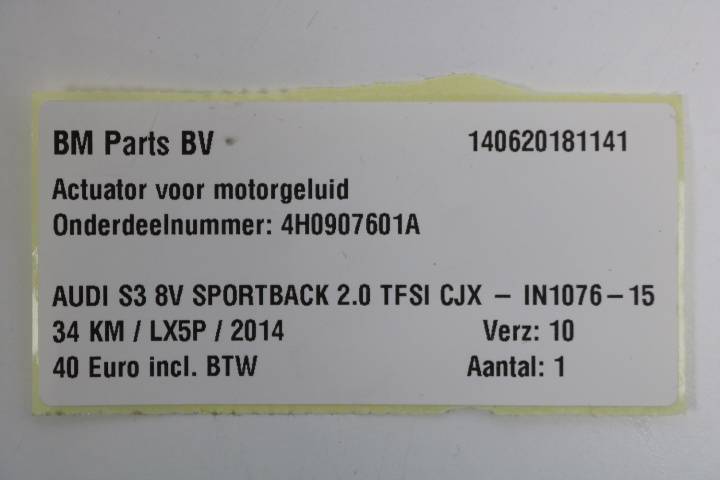 BM Parts BV 140620181141
Actuator voor motorgeluid
Onderdeelnummer: 4H0907601A
AUDI S3 8V SPORTBACK 2.0 TFSI CJX – IN1076–15
34 KM / LX5P / 2014 Verz: 10
40 Euro incl. BTW Aantal: 1